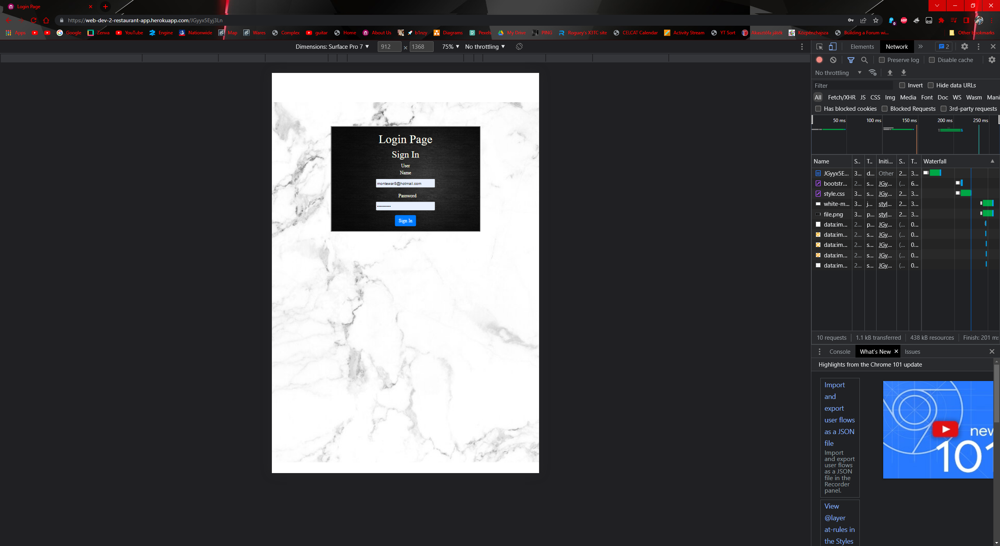 Login Page
https://web-dev-2-restaurant-app.herokuapp.com/JGyyx5Eyj3Ln
Apps Google Zenva YouTube Engine Nationwide Map Wares Complex guitar Home About Us b1nzy Diagrams Pexels My Drive PING Roguey's X3TC site CELCAT Calendar Activity Stream YT Sort Akasztófa játék Közpénzhajsza Building a Forum wi... Other bookmarks
Dimensions: Surface Pro 7 912 × 1368 75% No throttling
Login Page
Sign In
User
Name
montewar8@hotmail.com
Password
Sign In
Elements Network 2
Preserve log Disable cache
No throttling
Filter Invert Hide data URLs
All Fetch/XHR JS CSS Img Media Font Doc WS Wasm Mani
Has blocked cookies Blocked Requests 3rd-party requests
50 ms 100 ms 150 ms 200 ms 250 ms
Name S.. T.. Initi... S.. T.. Waterfall
JGyyx5E... 3... d... Other 2... 3...
bootstr... 2... s... JGy... (... 6...
style.css 3... s... JGy... 2... 3...
white-m... 3... j... styl... 2... 3...
file.png 3... p... styl... 2... 3...
data:im... 2... p... JGy... (... 0...
data:im... 2... s... JGy... (... 0...
data:im... 2... s... JGy... (... 0...
data:im... 2... s... JGy... (... 0...
data:im... 2... s... JGy... (... 0...
10 requests 1.1 kB transferred 438 kB resources Finish: 201 ms
Console What's New Issues
Highlights from the Chrome 101 update
Import
and
export
user flows
as a JSON
file
Import
and export
user flows
as a JSON
file in the
Recorder
panel.
new
101
View
@layer
at-rules in
the Styles